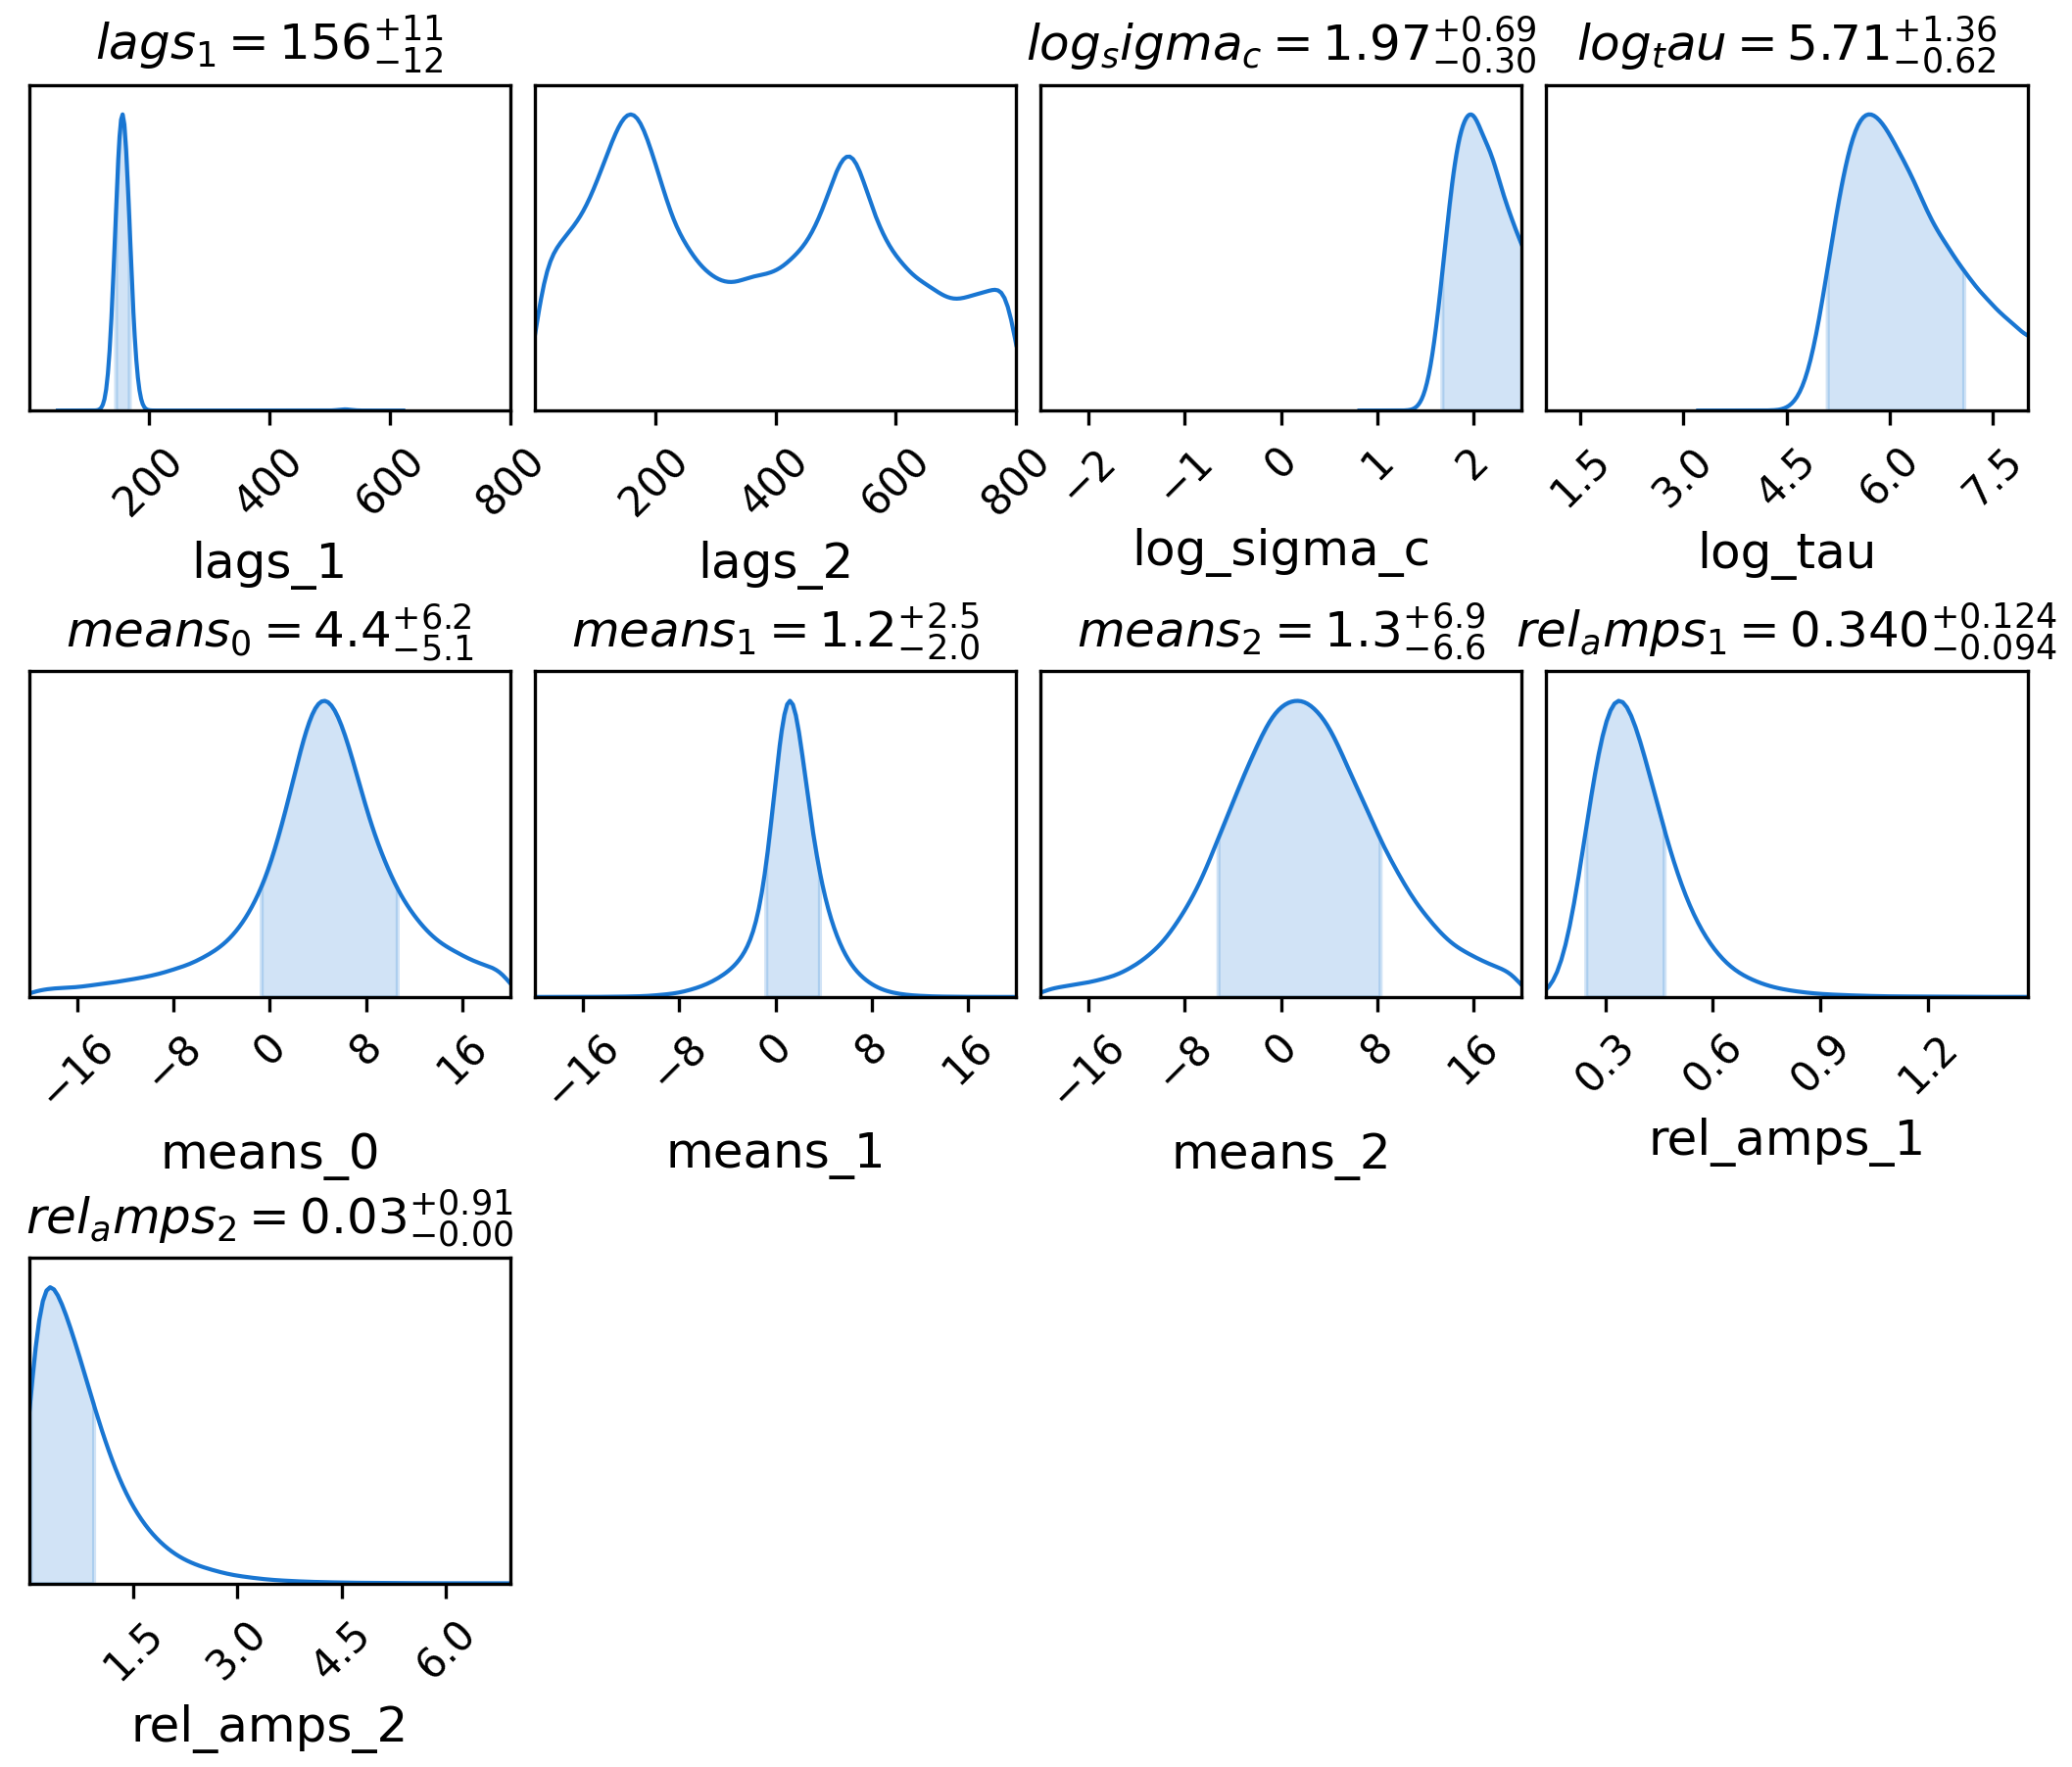 lags₁ = 156⁺¹¹₋₁₂
logₛigma_c = 1.97⁺⁰·⁶⁹₋₀.₃₀
logₜau = 5.71⁺¹·³⁶₋₀.₆₂
200 400 600 800
200 400 600 800
−2 −1 0 1 2
1.5 3.0 4.5 6.0 7.5
lags_1
lags_2
log_sigma_c
log_tau
means₀ = 4.4⁺⁶·²₋₅.₁
means₁ = 1.2⁺²·⁵₋₂.₀
means₂ = 1.3⁺⁶·⁹₋₆.₆
relₐmps₁ = 0.340⁺⁰·¹²⁴₋₀.₀₉₄
−16 −8 0 8 16
−16 −8 0 8 16
−16 −8 0 8 16
0.3 0.6 0.9 1.2
means_0
means_1
means_2
rel_amps_1
relₐmps₂ = 0.03⁺⁰·⁹¹₋₀.₀₀
1.5 3.0 4.5 6.0
rel_amps_2